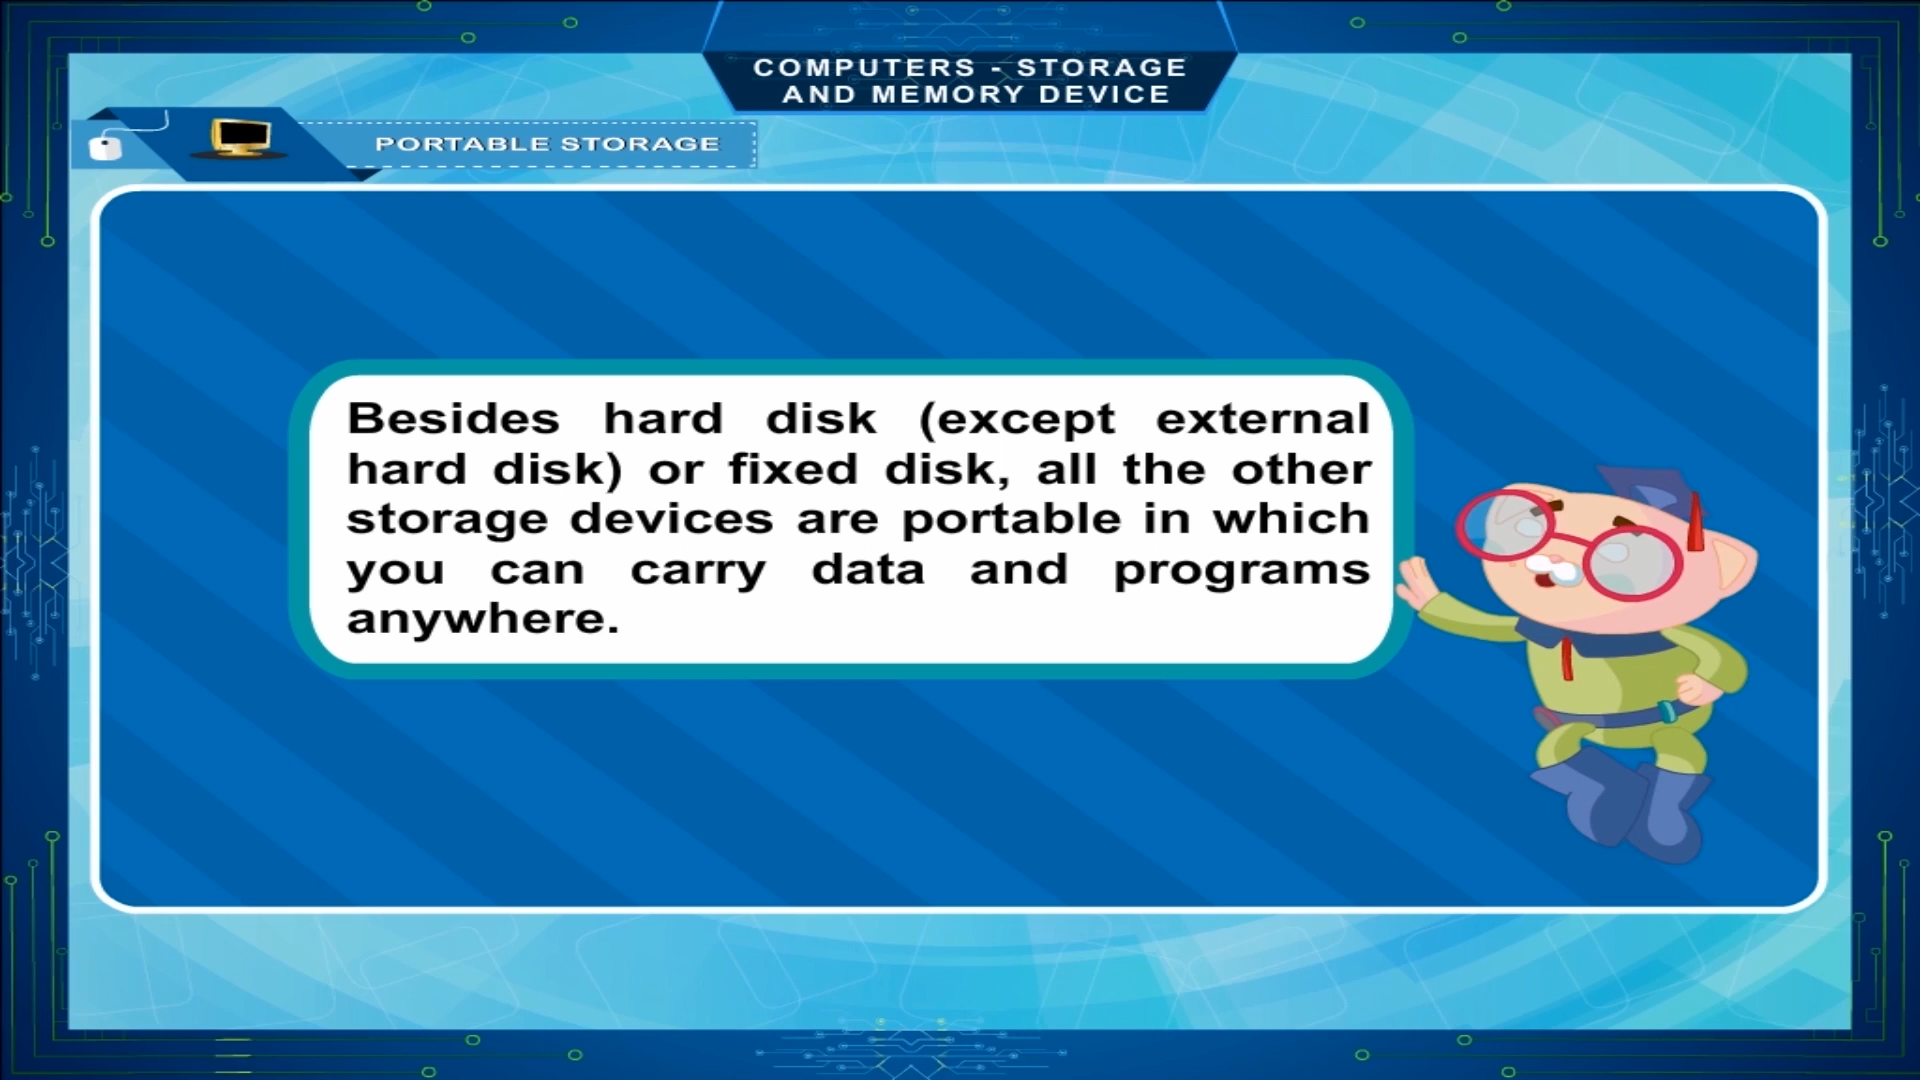 COMPUTERS - STORAGE
AND MEMORY DEVICE
PORTABLE STORAGE
Besides hard disk (except external
hard disk) or fixed disk, all the other
storage devices are portable in which
you can carry data and programs
anywhere.